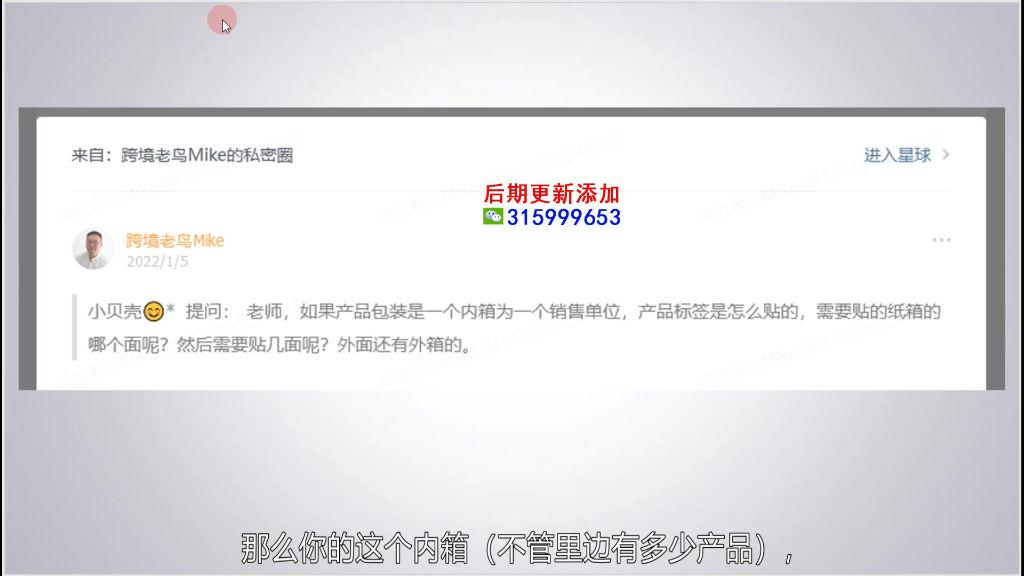 来自：跨境老鸟Mike的私密圈
进入星球 >
后期更新添加
315999653
跨境老鸟Mike
2022/1/5
小贝壳😊* 提问： 老师，如果产品包装是一个内箱为一个销售单位，产品标签是怎么贴的，需要贴的纸箱的
哪个面呢？然后需要贴几面呢？外面还有外箱的。
那么你的这个内箱（不管里边有多少产品），